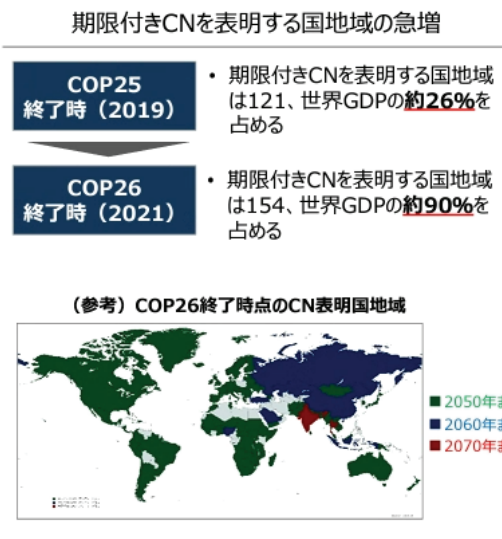 期限付きCNを表明する国地域の急増
COP25
終了時（2019）
• 期限付きCNを表明する国地域
は121、世界GDPの約26%を
占める
COP26
終了時（2021）
• 期限付きCNを表明する国地域
は154、世界GDPの約90%を
占める
（参考）COP26終了時点のCN表明国地域
■ 2050年
■ 2060年
■ 2070年